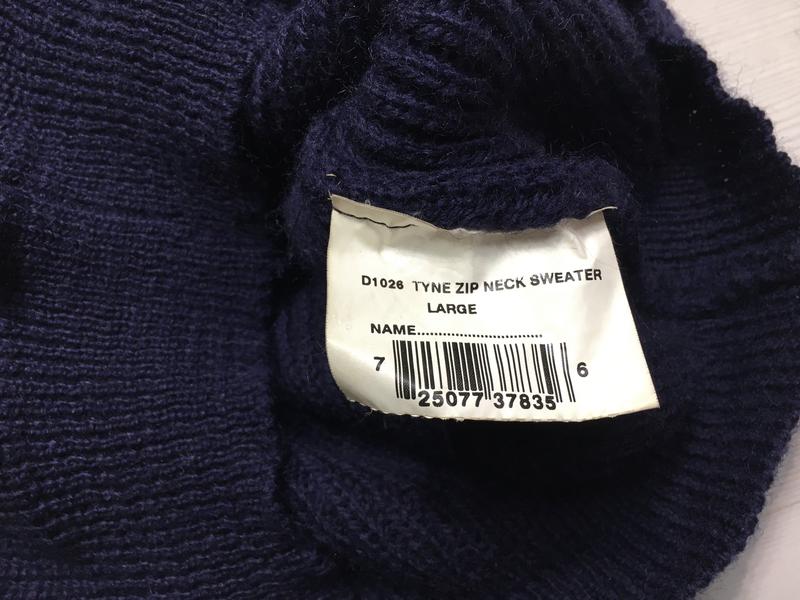 D1026 TYNE ZIP NECK SWEATER
LARGE
NAME..............................
7 25077 37835 6